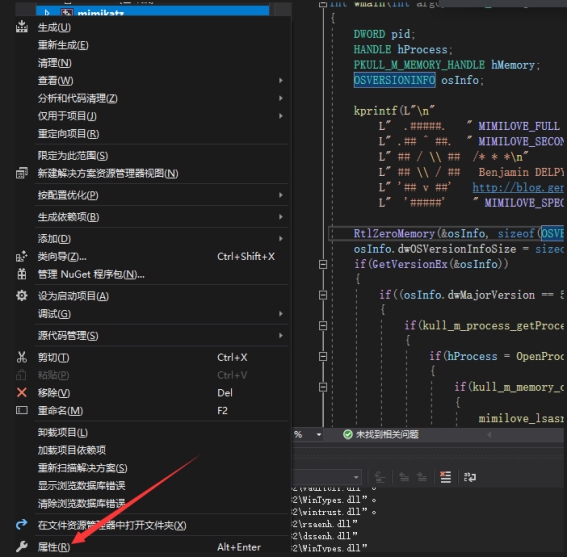 mimikatz
生成(U)
重新生成(E)
清理(N)
查看(W)
分析和代码清理(Z)
仅用于项目(J)
重定向项目(R)
限定为此范围(S)
新建解决方案资源管理器视图(N)
按配置优化(P)
生成依赖项(B)
添加(D)
类向导(Z)... Ctrl+Shift+X
管理 NuGet 程序包(N)...
设为启动项目(A)
调试(G)
源代码管理(S)
剪切(T) Ctrl+X
粘贴(P) Ctrl+V
移除(V) Del
重命名(M) F2
卸载项目(L)
加载项目依赖项
重新扫描解决方案(S)
显示浏览数据库错误
清除浏览数据库错误
在文件资源管理器中打开文件夹(X)
属性(R) Alt+Enter
int wmain(int
{
DWORD pid;
HANDLE hProcess;
PKULL_M_MEMORY_HANDLE hMemory;
OSVERSIONINFO osInfo;
kprintf(L"\n"
L" .#####. " MIMILOVE_FULL
L" .## ^ ##. " MIMILOVE_SECON
L" ## / \\ ## /* * *\n"
L" ## \\ / ## Benjamin DELPY
L" '## v ##' http://blog.gen
L" '#####' " MIMILOVE_SPEC
RtlZeroMemory(&osInfo, sizeof(OSVE
osInfo.dwOSVersionInfoSize = sizeo
if(GetVersionEx(&osInfo))
{
if((osInfo.dwMajorVersion == 5
{
if(kull_m_process_getProce
{
if(hProcess = OpenProc
{
if(kull_m_memory_o
{
mimilove_lsasr
% 未找到相关问题
32\WinTypes.dll”。
32\wintrust.dll”。
32\rsaenh.dll”
32\dssenh.dll”
32\WinTypes.dll”